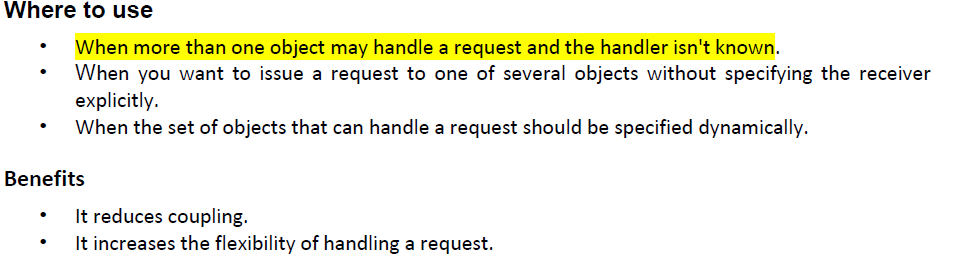 Where to use
• When more than one object may handle a request and the handler isn't known.
• When you want to issue a request to one of several objects without specifying the receiver
explicitly.
• When the set of objects that can handle a request should be specified dynamically.
Benefits
• It reduces coupling.
• It increases the flexibility of handling a request.